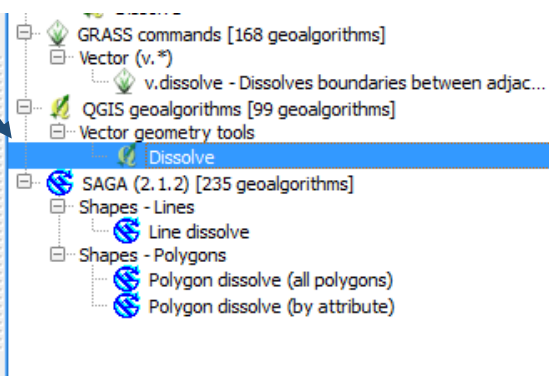 Dissolve
GRASS commands [168 geoalgorithms]
Vector (v.*)
v.dissolve - Dissolves boundaries between adjac...
QGIS geoalgorithms [99 geoalgorithms]
Vector geometry tools
Dissolve
SAGA (2.1.2) [235 geoalgorithms]
Shapes - Lines
Line dissolve
Shapes - Polygons
Polygon dissolve (all polygons)
Polygon dissolve (by attribute)